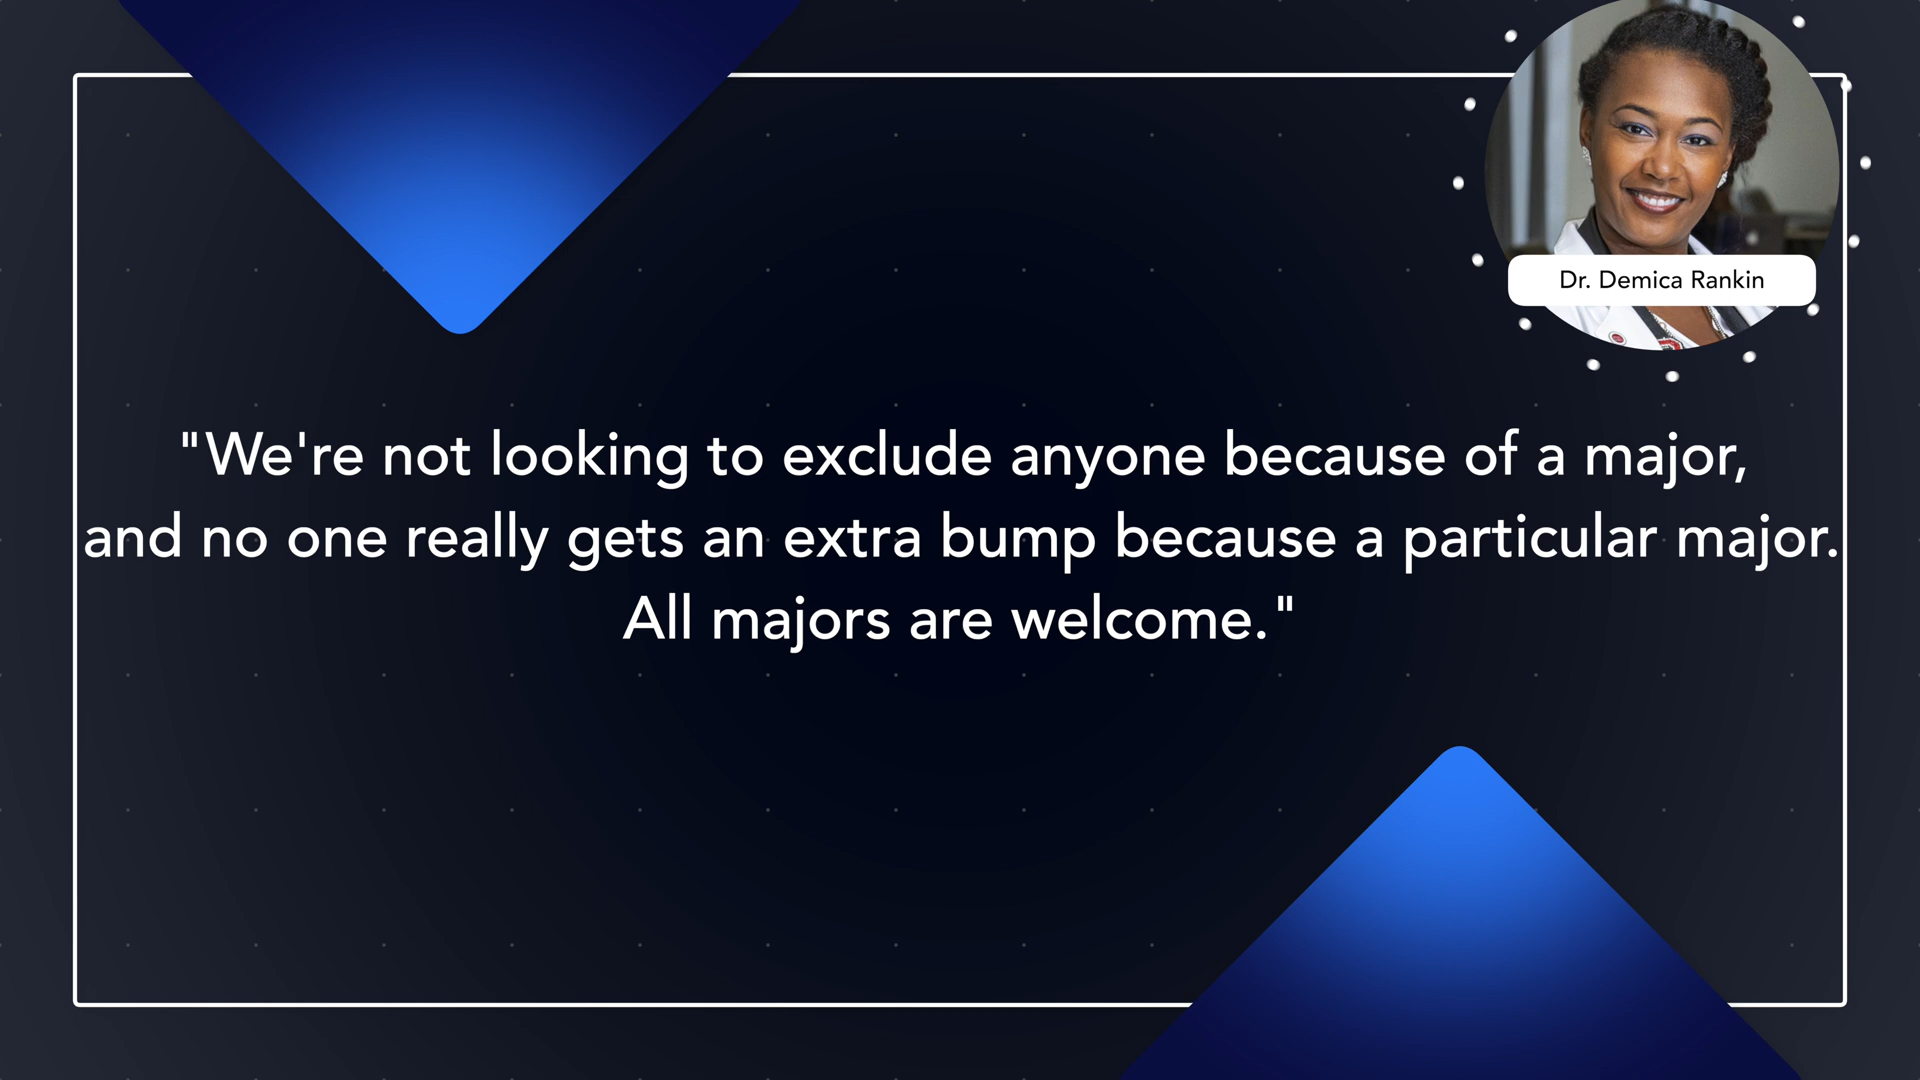 Dr. Demica Rankin
"We're not looking to exclude anyone because of a major,
and no one really gets an extra bump because a particular major.
All majors are welcome."